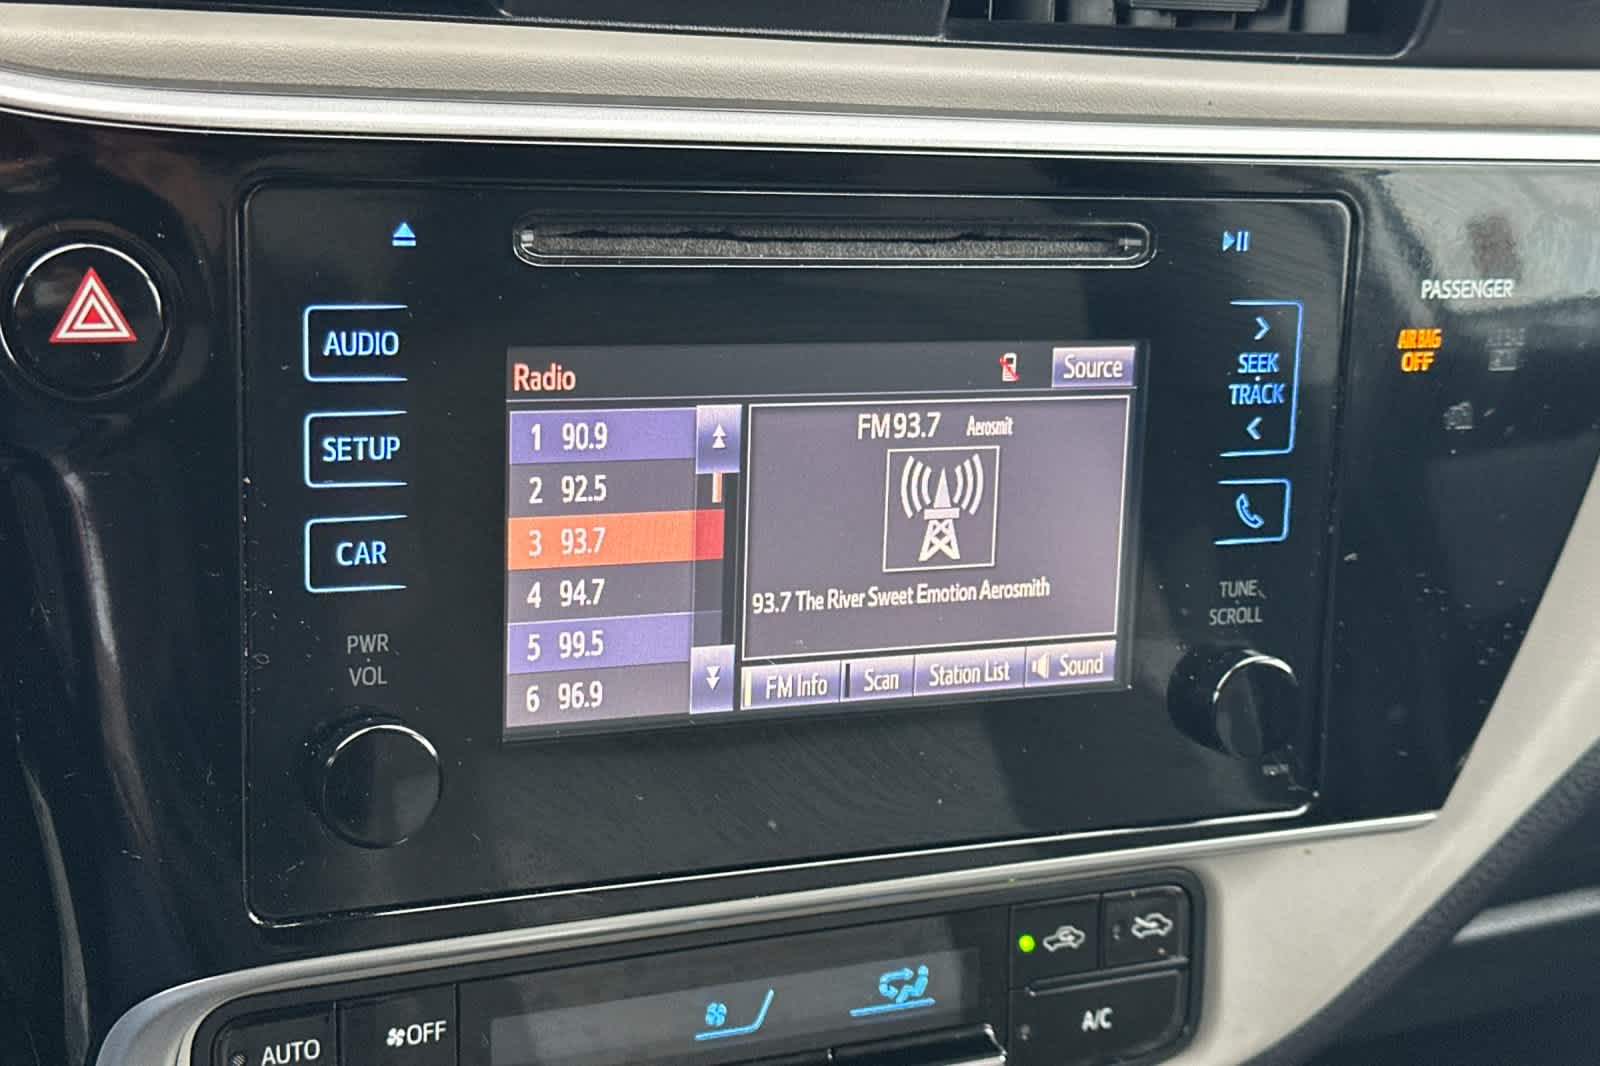 PASSENGER
AIR BAG
OFF
AUDIO
SETUP
CAR
PWR
VOL
Radio
Source
1 90.9
2 92.5
3 93.7
4 94.7
5 99.5
6 96.9
FM 93.7 Aerosmit
93.7 The River Sweet Emotion Aerosmith
FM Info
Scan
Station List
Sound
SEEK
TRACK
TUNE
SCROLL
AUTO
OFF
A/C